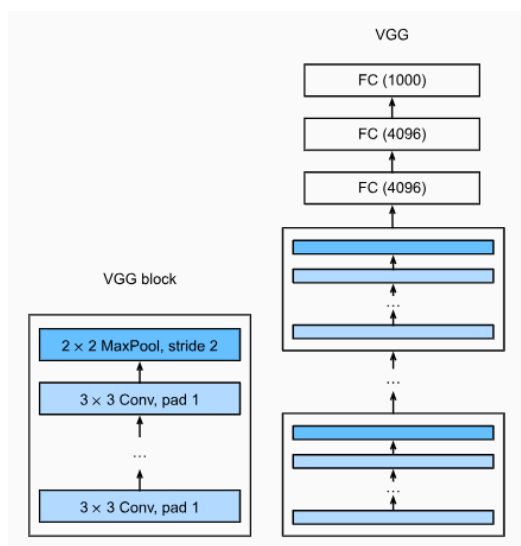 VGG
FC (1000)
FC (4096)
FC (4096)
...
...
...
VGG block
2 × 2 MaxPool, stride 2
3 × 3 Conv, pad 1
...
3 × 3 Conv, pad 1